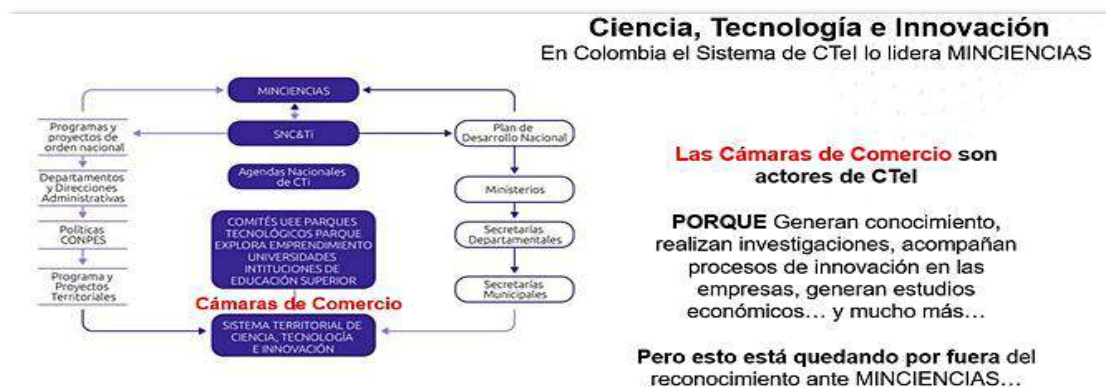 Ciencia, Tecnología e Innovación
En Colombia el Sistema de CTeI lo lidera MINCIENCIAS
MINCIENCIAS
SNC&Ti
Agendas Nacionales
de CTi
COMITÉS UEE PARQUES
TECNOLÓGICOS PARQUE
EXPLORA EMPRENDIMIENTO
UNIVERSIDADES
INTITUCIONES DE
EDUCACIÓN SUPERIOR
Cámaras de Comercio
SISTEMA TERRITORIAL DE
CIENCIA, TECNOLOGÍA
E INNOVACIÓN
Programas y
proyectos de
orden nacional
Departamentos
y Direcciones
Administrativas
Políticas
CONPES
Programa y
Proyectos
Territoriales
Plan de
Desarrollo Nacional
Ministerios
Secretarías
Departamentales
Secretarías
Municipales
Las Cámaras de Comercio son
actores de CTeI
PORQUE Generan conocimiento,
realizan investigaciones, acompañan
procesos de innovación en las
empresas, generan estudios
económicos... y mucho más...
Pero esto está quedando por fuera del
reconocimiento ante MINCIENCIAS...